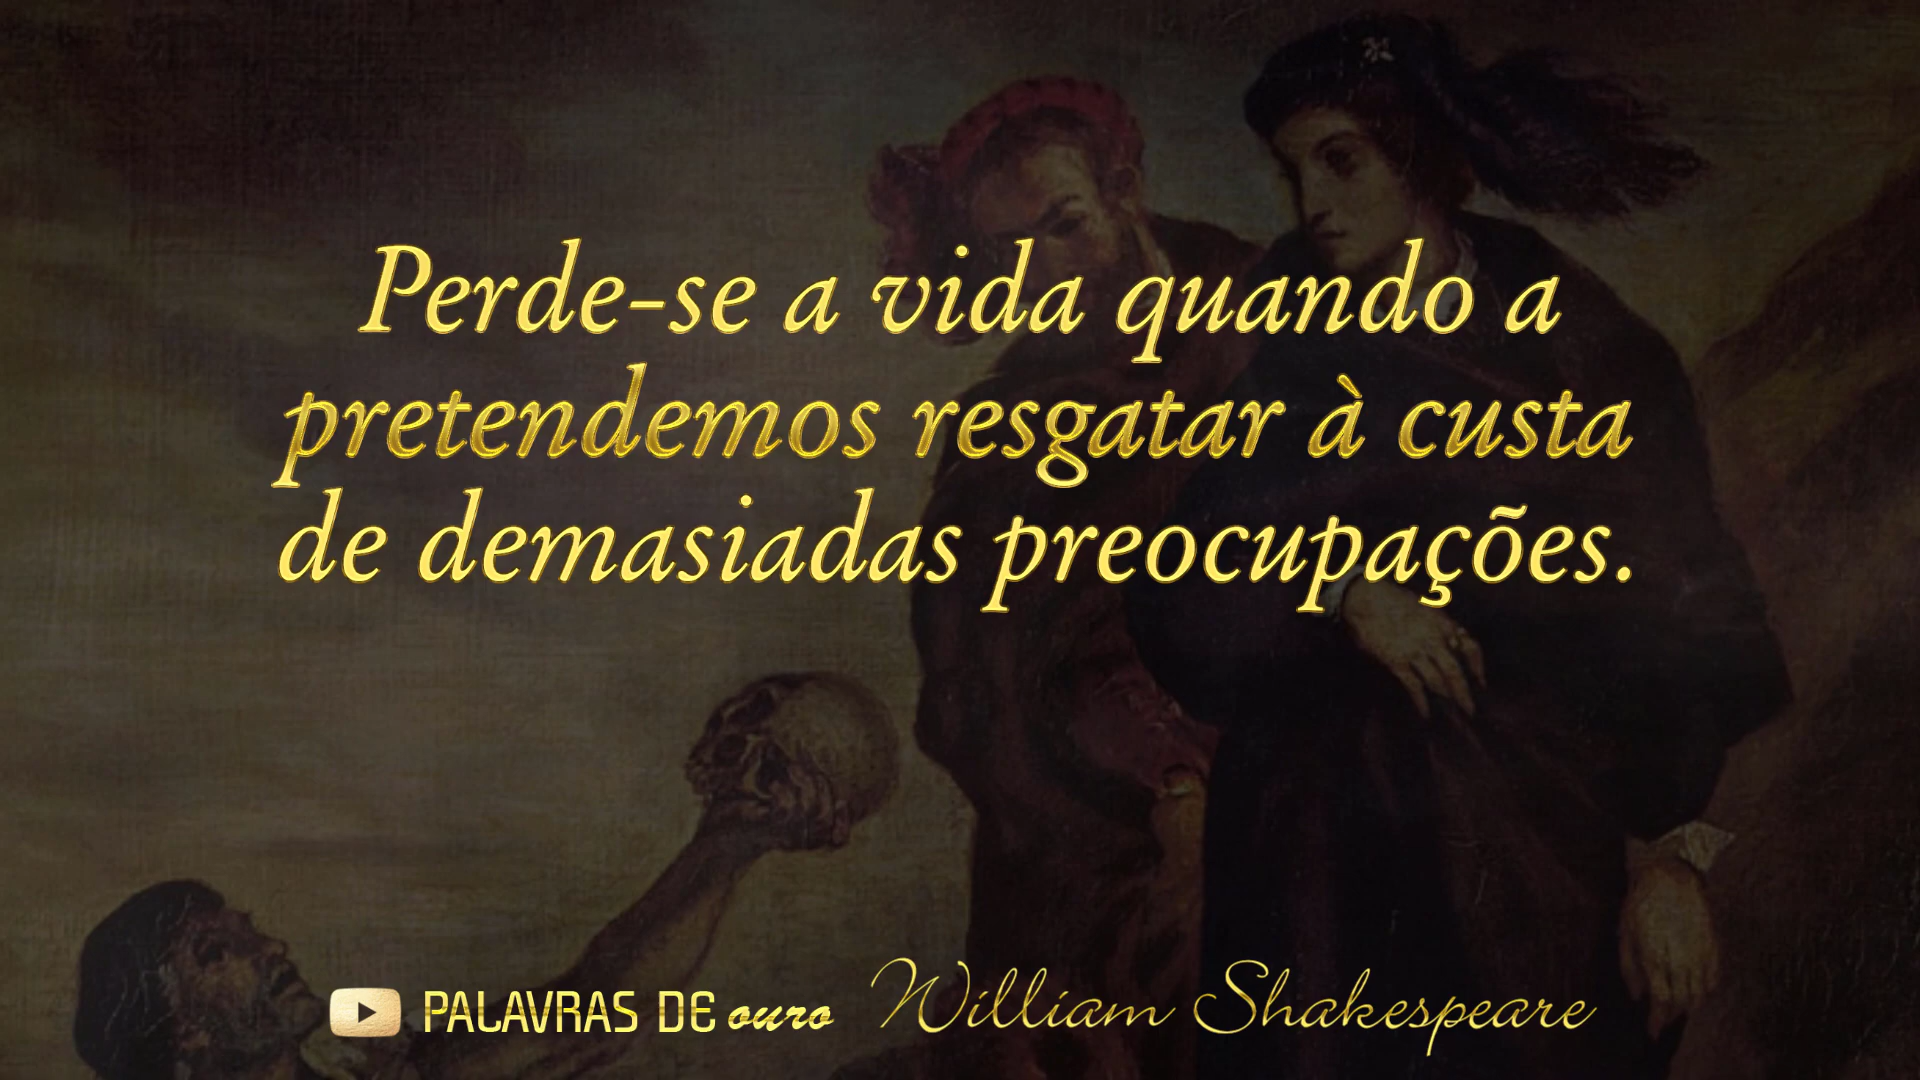 Perde-se a vida quando a
pretendemos resgatar à custa
de demasiadas preocupações.
PALAVRAS DE ouro William Shakespeare